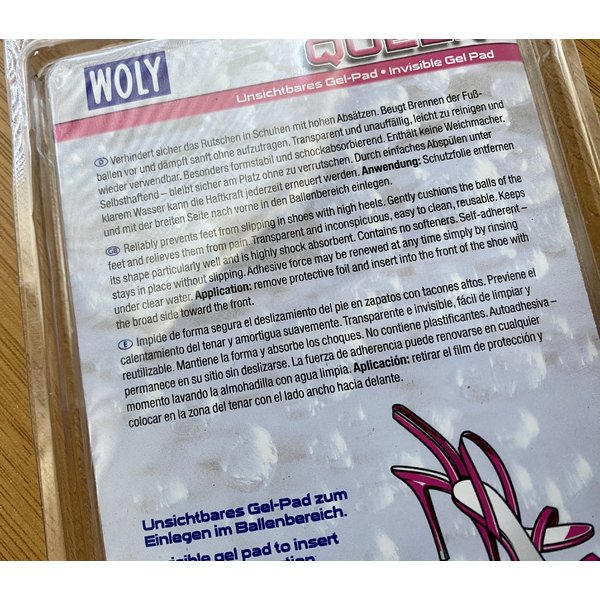 WOLY
Unsichtbares Gel-Pad • Invisible Gel Pad
D Verhindert sicher das Rutschen in Schuhen mit hohen Absätzen. Beugt Brennen der Fuß-
ballen vor und dämpft sanft ohne aufzutragen. Transparent und unauffällig, leicht zu reinigen und
wieder verwendbar. Besonders formstabil und schockabsorbierend. Enthält keine Weichmacher.
Selbsthaftend – bleibt sicher am Platz ohne zu verrutschen. Durch einfaches Abspülen unter
klarem Wasser kann die Haftkraft jederzeit erneuert werden. Anwendung: Schutzfolie entfernen
und mit der breiten Seite nach vorne in den Ballenbereich einlegen.
GB Reliably prevents feet from slipping in shoes with high heels. Gently cushions the balls of the
feet and relieves them from pain. Transparent and inconspicuous, easy to clean, reusable. Keeps
its shape particularly well and is highly shock absorbent. Contains no softeners. Self-adherent –
stays in place without slipping. Adhesive force may be renewed at any time simply by rinsing
under clear water. Application: remove protective foil and insert into the front of the shoe with
the broad side toward the front.
E Impide de forma segura el deslizamiento del pie en zapatos con tacones altos. Previene el
calentamiento del tenar y amortigua suavemente. Transparente e invisible, fácil de limpiar y
reutilizable. Mantiene la forma y absorbe los choques. No contiene plastificantes. Autoadhesiva –
permanece en su sitio sin deslizarse. La fuerza de adherencia puede renovarse en cualquier
momento lavando la almohadilla con agua limpia. Aplicación: retirar el film de protección y
colocar en la zona del tenar con el lado ancho hacia delante.
Unsichtbares Gel-Pad zum
Einlegen im Ballenbereich.
gel pad to insert